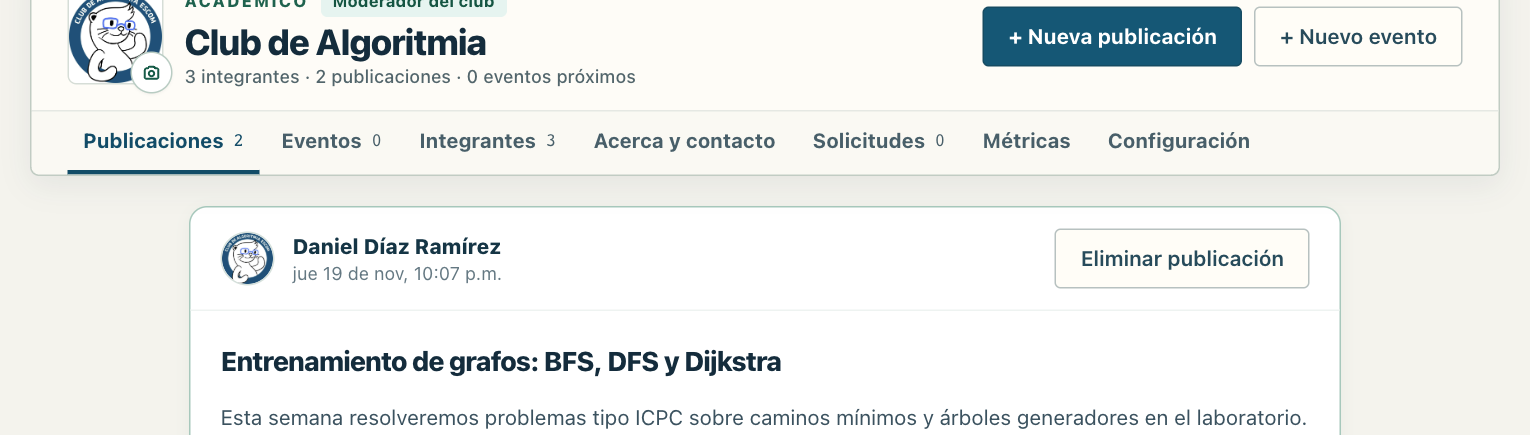 ACADÉMICO Moderador del club
Club de Algoritmia
3 integrantes · 2 publicaciones · 0 eventos próximos
+ Nueva publicación
+ Nuevo evento
Publicaciones 2 Eventos 0 Integrantes 3 Acerca y contacto Solicitudes 0 Métricas Configuración
Daniel Díaz Ramírez
jue 19 de nov, 10:07 p.m.
Eliminar publicación
Entrenamiento de grafos: BFS, DFS y Dijkstra
Esta semana resolveremos problemas tipo ICPC sobre caminos mínimos y árboles generadores en el laboratorio.